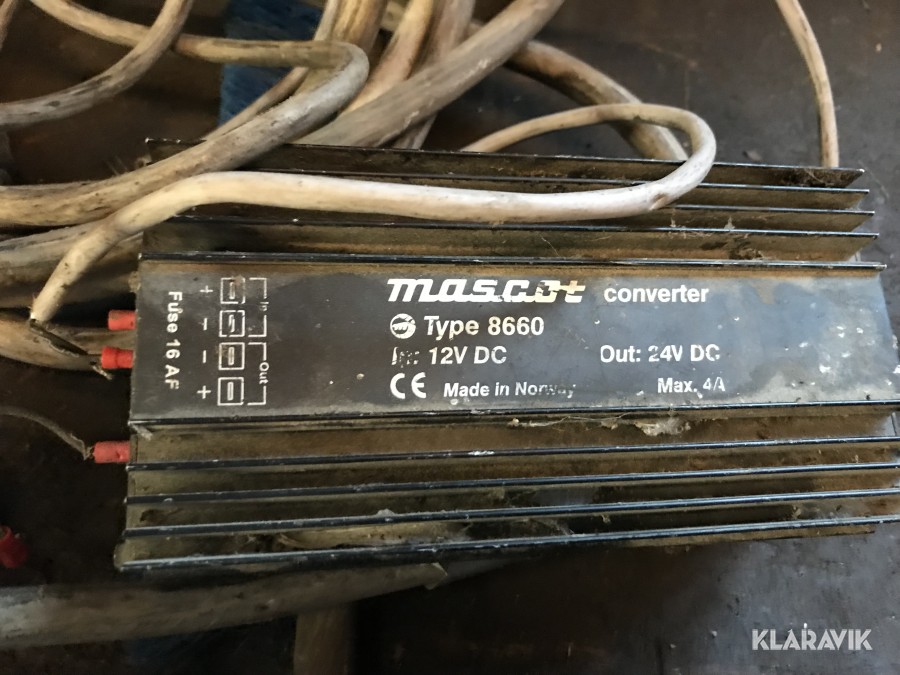 mascot converter
Type 8660
In: 12V DC Out: 24V DC
CE Made in Norway Max. 4A
Fuse 16 AF
+ - - +
In
Out
KLARAVIK